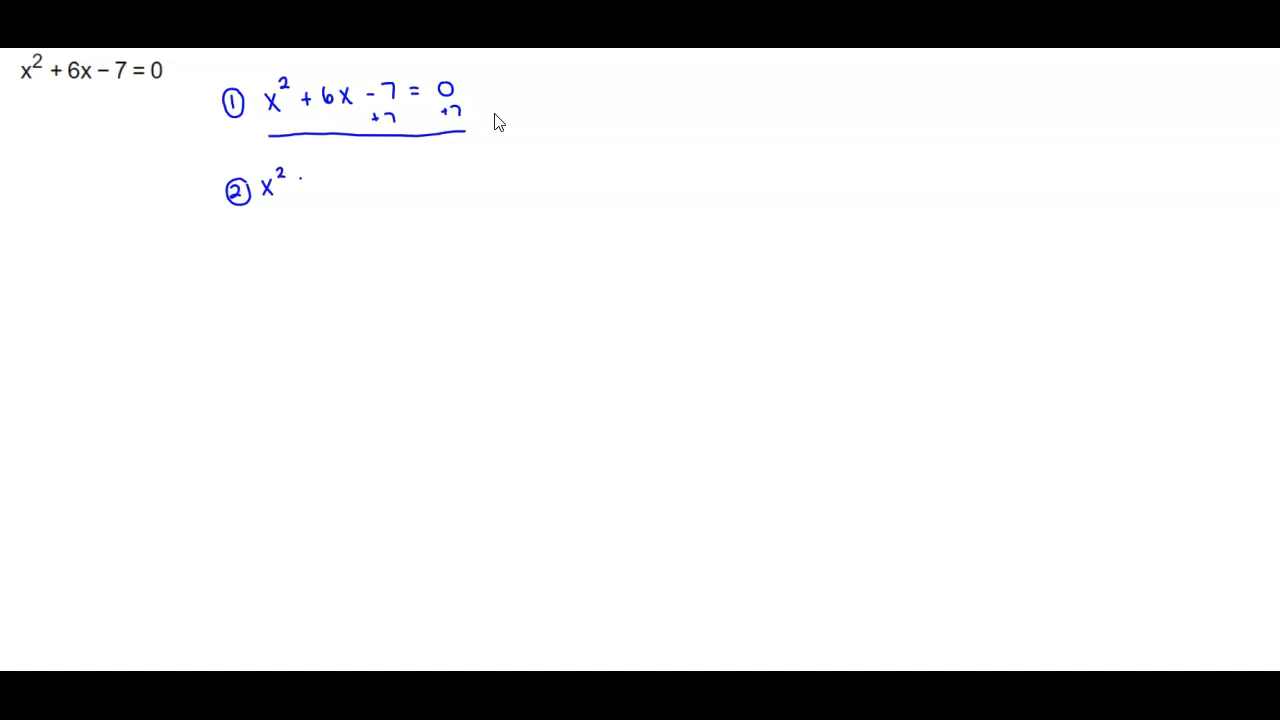 x² + 6x − 7 = 0
① x² + 6x - 7 = 0
+7 +7
② x²